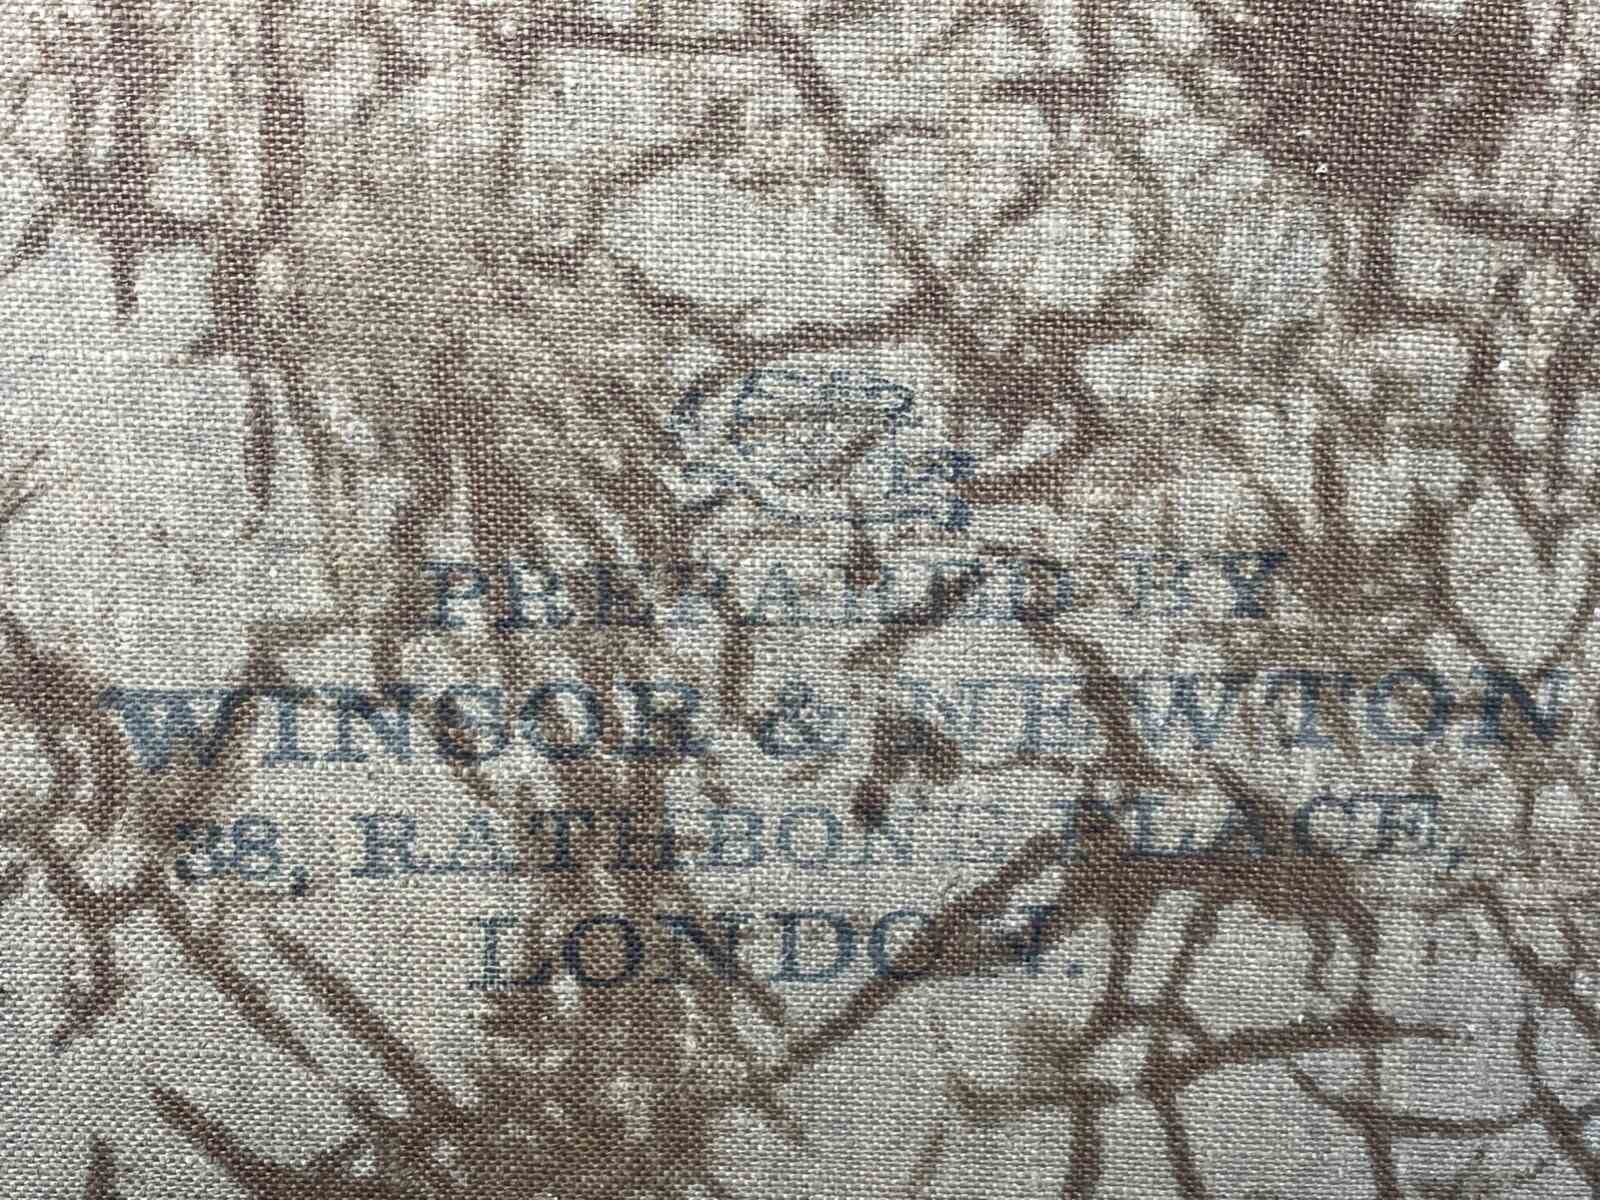 PREPARED BY
WINSOR & NEWTON
38, RATHBONE PLACE,
LONDON.